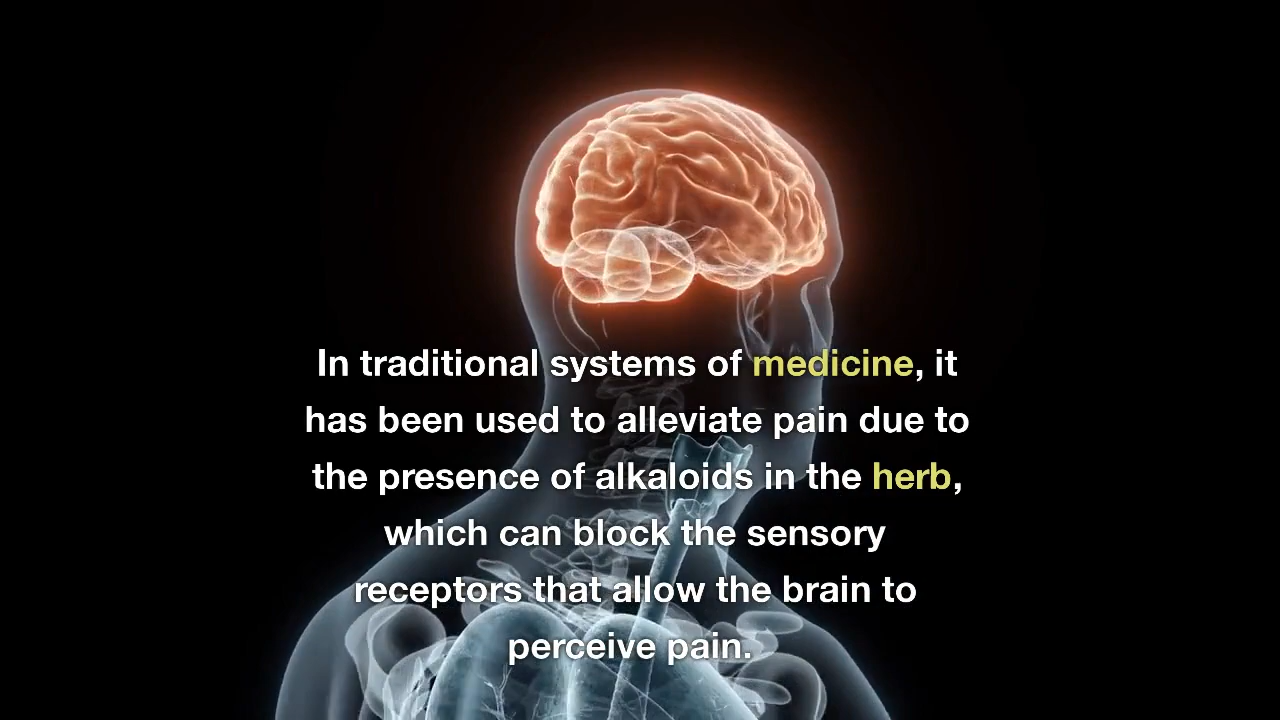 In traditional systems of medicine, it
has been used to alleviate pain due to
the presence of alkaloids in the herb,
which can block the sensory
receptors that allow the brain to
perceive pain.